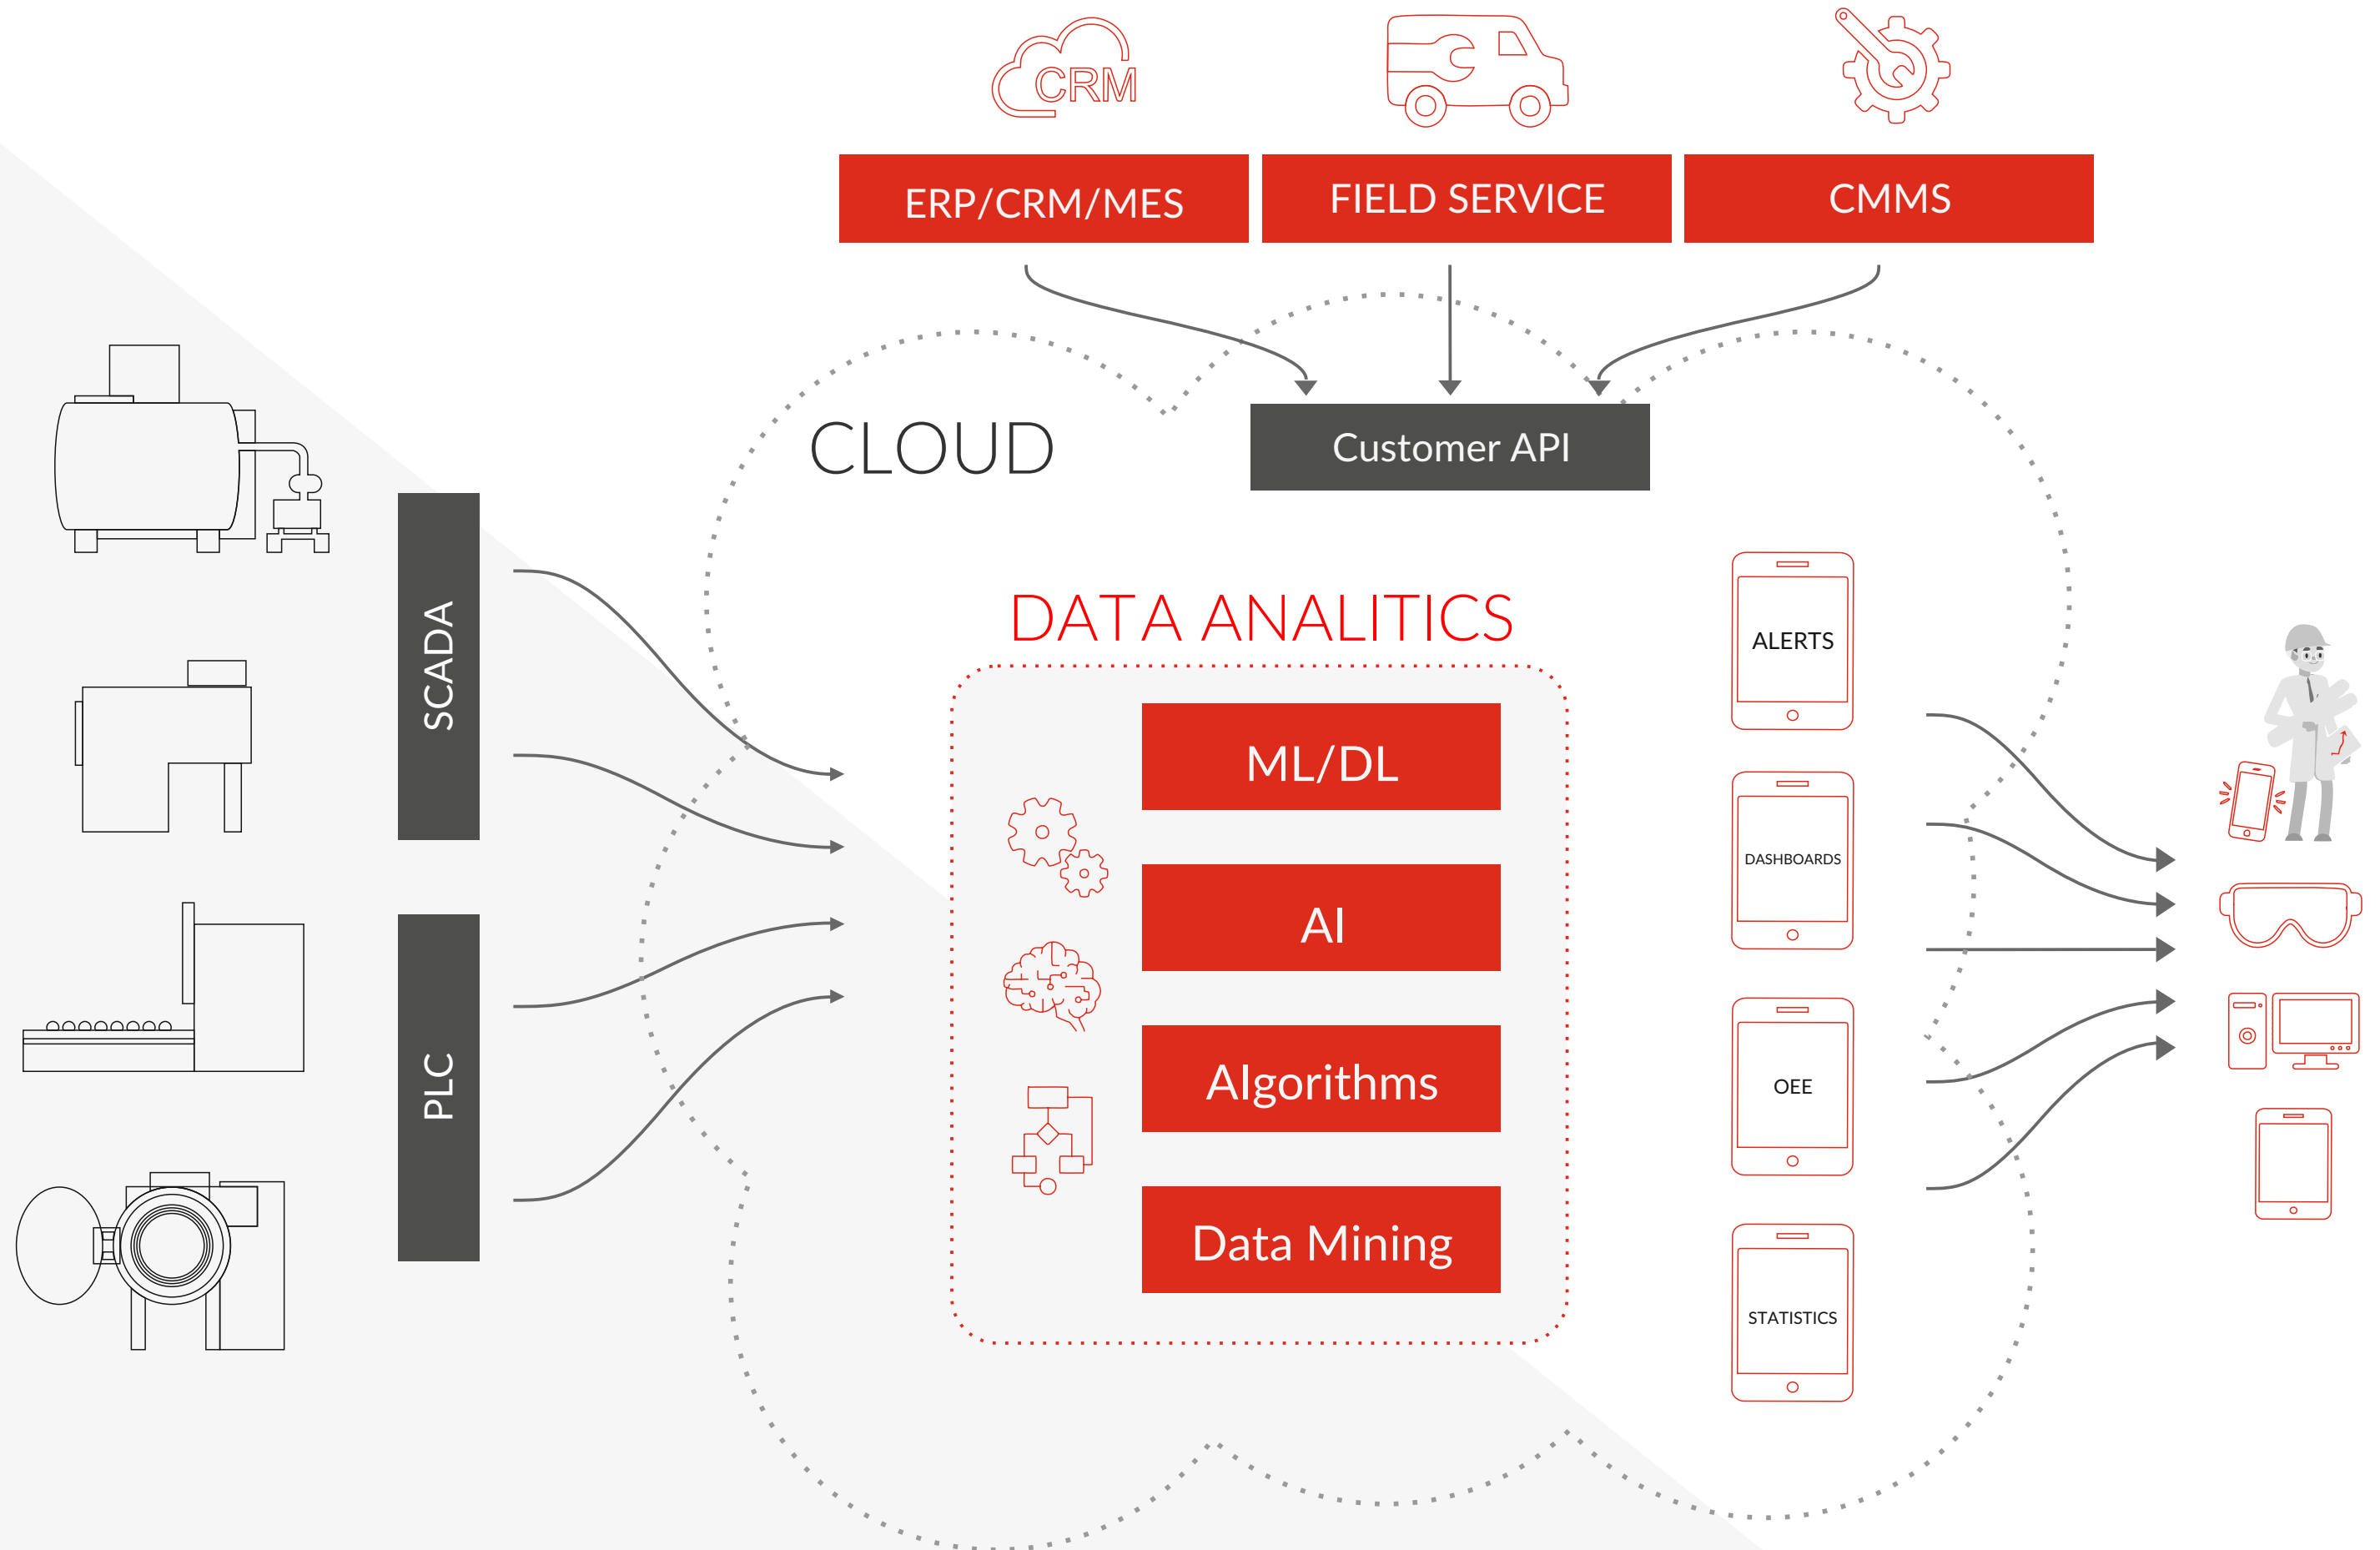 CRM
ERP/CRM/MES
FIELD SERVICE
CMMS
CLOUD
Customer API
SCADA
PLC
DATA ANALITICS
ML/DL
AI
Algorithms
Data Mining
ALERTS
DASHBOARDS
OEE
STATISTICS